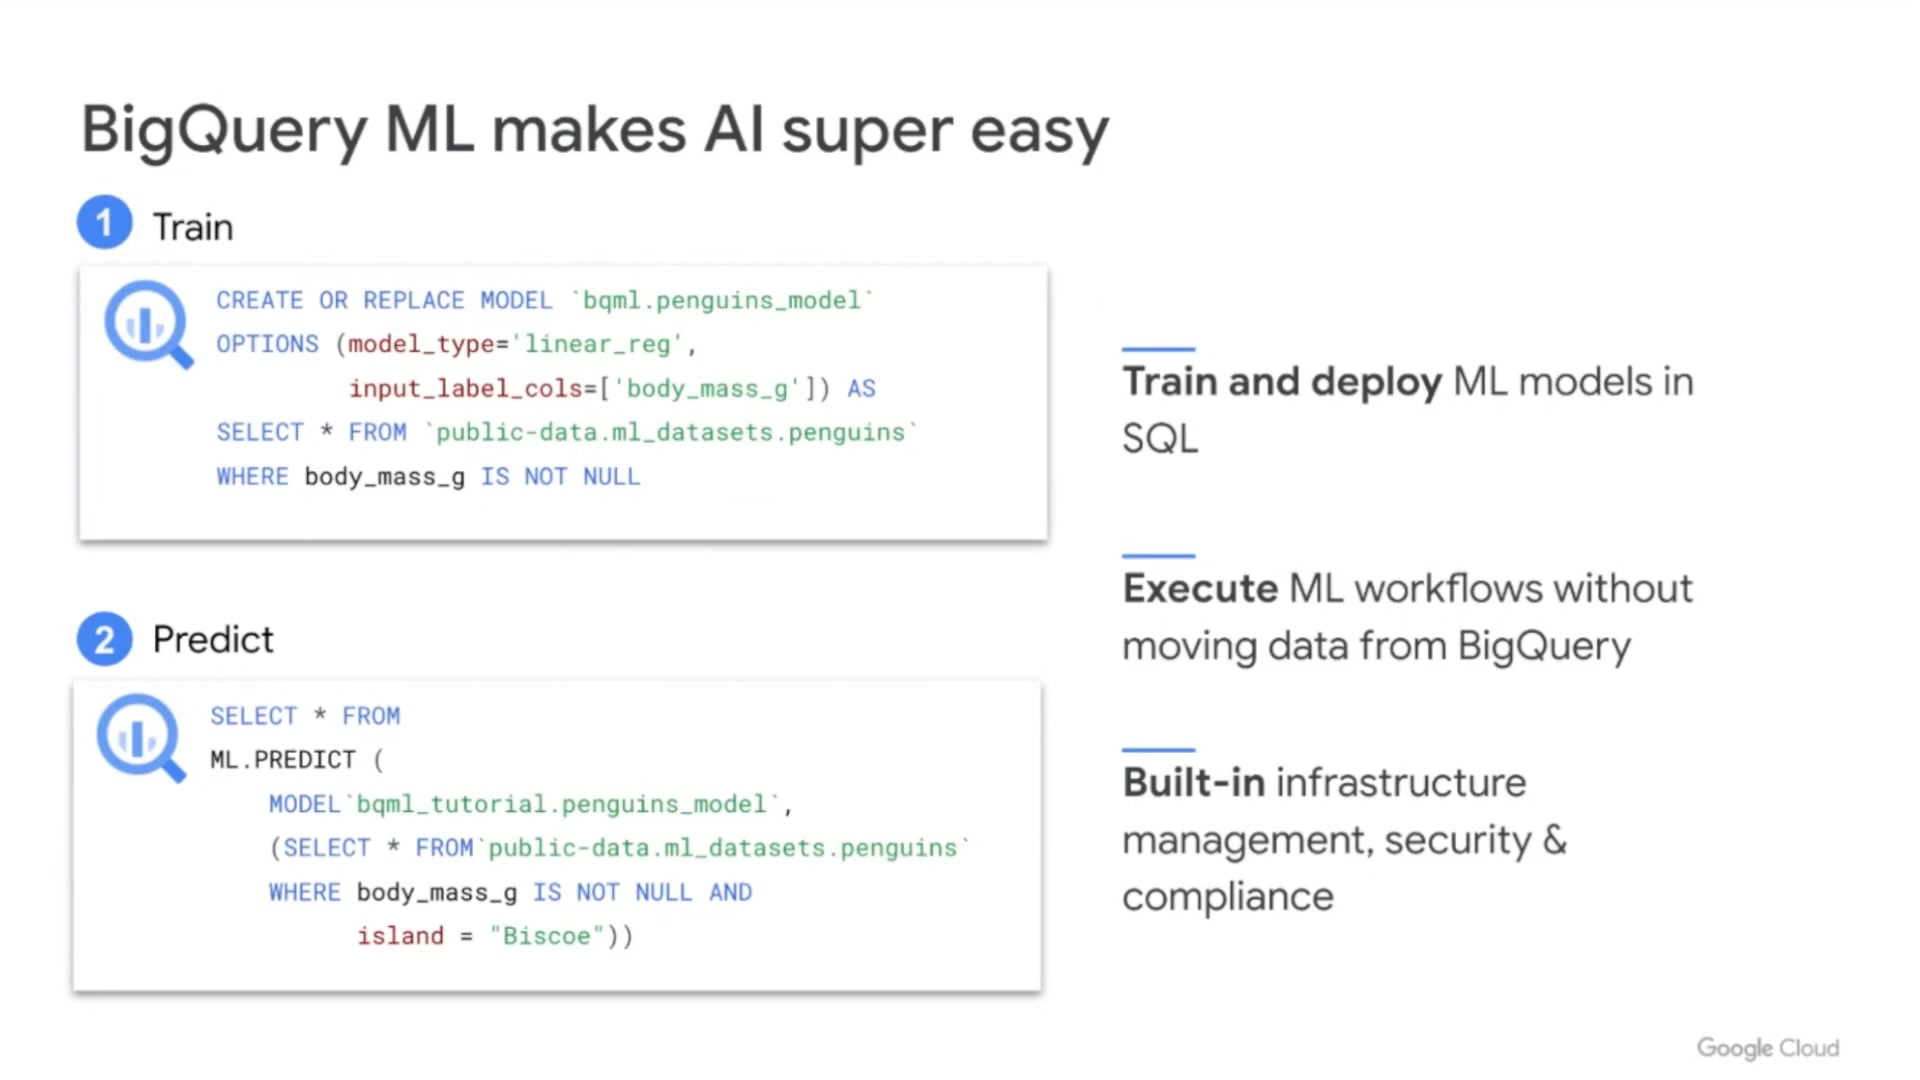 BigQuery ML makes AI super easy
1 Train
CREATE OR REPLACE MODEL `bqml.penguins_model`
OPTIONS (model_type='linear_reg',
input_label_cols=['body_mass_g']) AS
SELECT * FROM `public-data.ml_datasets.penguins`
WHERE body_mass_g IS NOT NULL
2 Predict
SELECT * FROM
ML.PREDICT (
MODEL`bqml_tutorial.penguins_model`,
(SELECT * FROM`public-data.ml_datasets.penguins`
WHERE body_mass_g IS NOT NULL AND
island = "Biscoe"))
Train and deploy ML models in
SQL
Execute ML workflows without
moving data from BigQuery
Built-in infrastructure
management, security &
compliance
Google Cloud